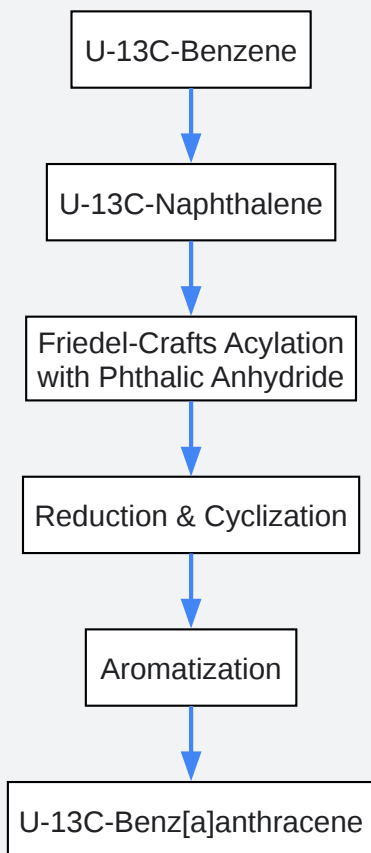 U-13C-Benzene
U-13C-Naphthalene
Friedel-Crafts Acylation
with Phthalic Anhydride
Reduction & Cyclization
Aromatization
U-13C-Benz[a]anthracene